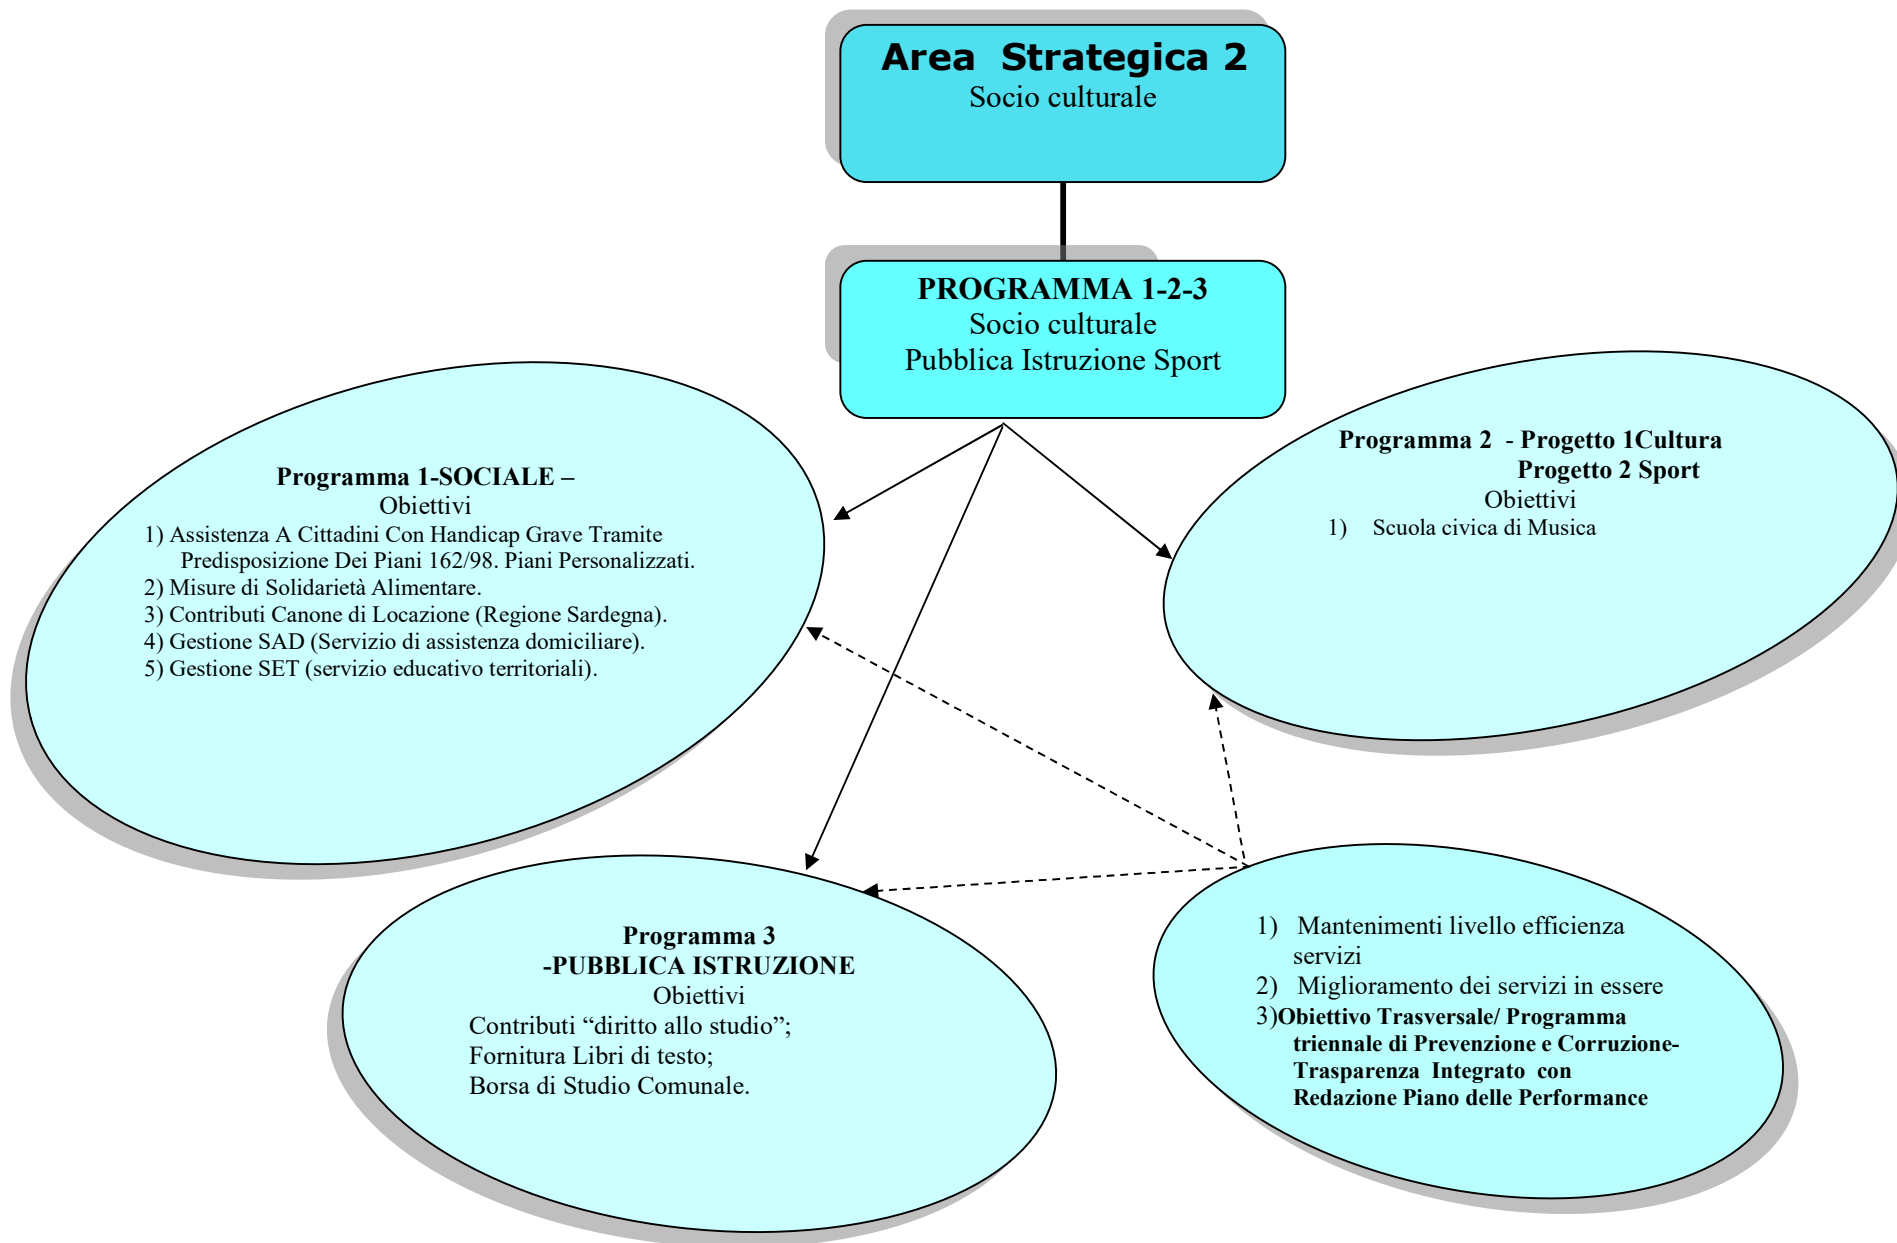 Area Strategica 2
Socio culturale
PROGRAMMA 1-2-3
Socio culturale
Pubblica Istruzione Sport
Programma 1-SOCIALE –
Obiettivi
1) Assistenza A Cittadini Con Handicap Grave Tramite
Predisposizione Dei Piani 162/98. Piani Personalizzati.
2) Misure di Solidarietà Alimentare.
3) Contributi Canone di Locazione (Regione Sardegna).
4) Gestione SAD (Servizio di assistenza domiciliare).
5) Gestione SET (servizio educativo territoriali).
Programma 2 - Progetto 1Cultura
Progetto 2 Sport
Obiettivi
1) Scuola civica di Musica
Programma 3
-PUBBLICA ISTRUZIONE
Obiettivi
Contributi “diritto allo studio”;
Fornitura Libri di testo;
Borsa di Studio Comunale.
1) Mantenimenti livello efficienza
servizi
2) Miglioramento dei servizi in essere
3)Obiettivo Trasversale/ Programma
triennale di Prevenzione e Corruzione-
Trasparenza Integrato con
Redazione Piano delle Performance